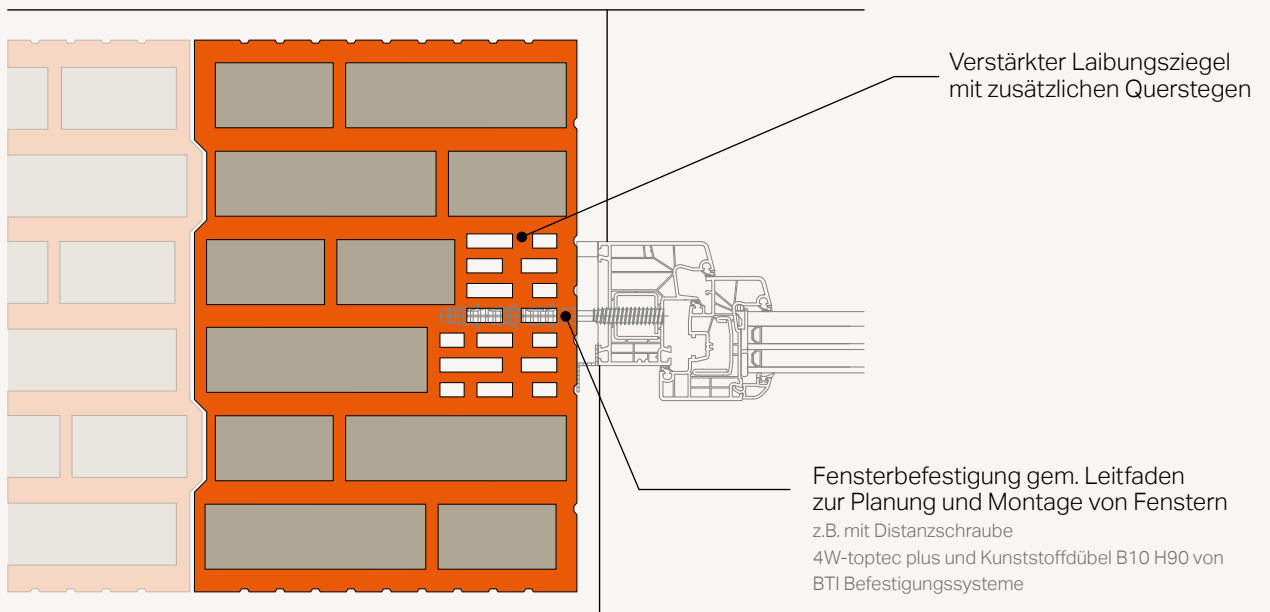 Verstärkter Laibungsziegel
mit zusätzlichen Querstegen
Fensterbefestigung gem. Leitfaden
zur Planung und Montage von Fenstern
z.B. mit Distanzschraube
4W-toptec plus und Kunststoffdübel B10 H90 von
BTI Befestigungssysteme